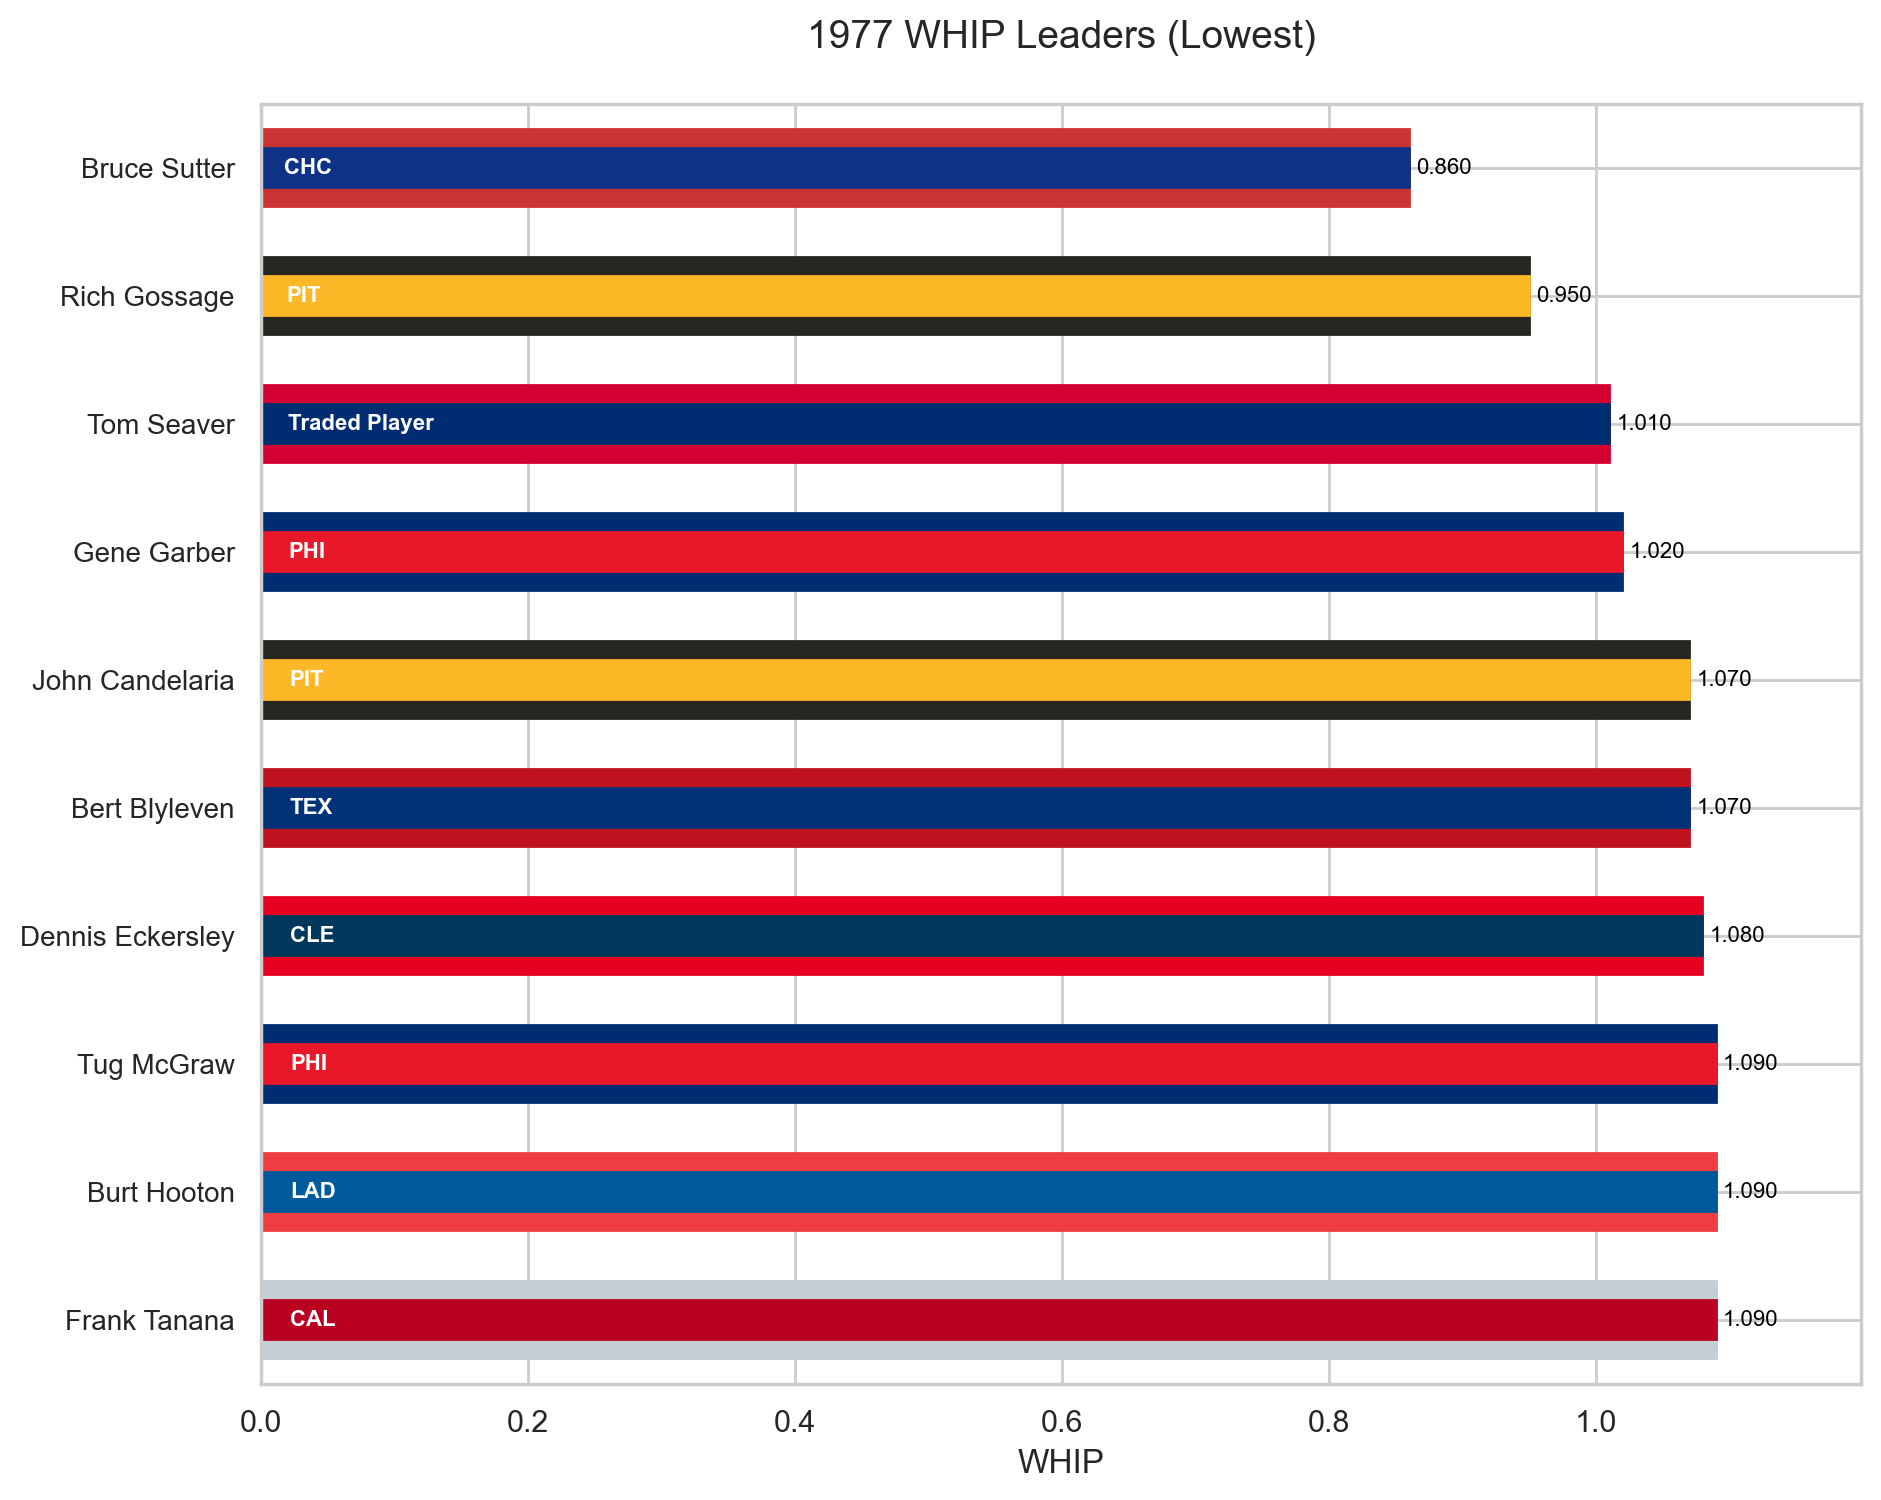 1977 WHIP Leaders (Lowest)
Bruce Sutter CHC 0.860
Rich Gossage PIT 0.950
Tom Seaver Traded Player 1.010
Gene Garber PHI 1.020
John Candelaria PIT 1.070
Bert Blyleven TEX 1.070
Dennis Eckersley CLE 1.080
Tug McGraw PHI 1.090
Burt Hooton LAD 1.090
Frank Tanana CAL 1.090
0.0 0.2 0.4 0.6 0.8 1.0
WHIP